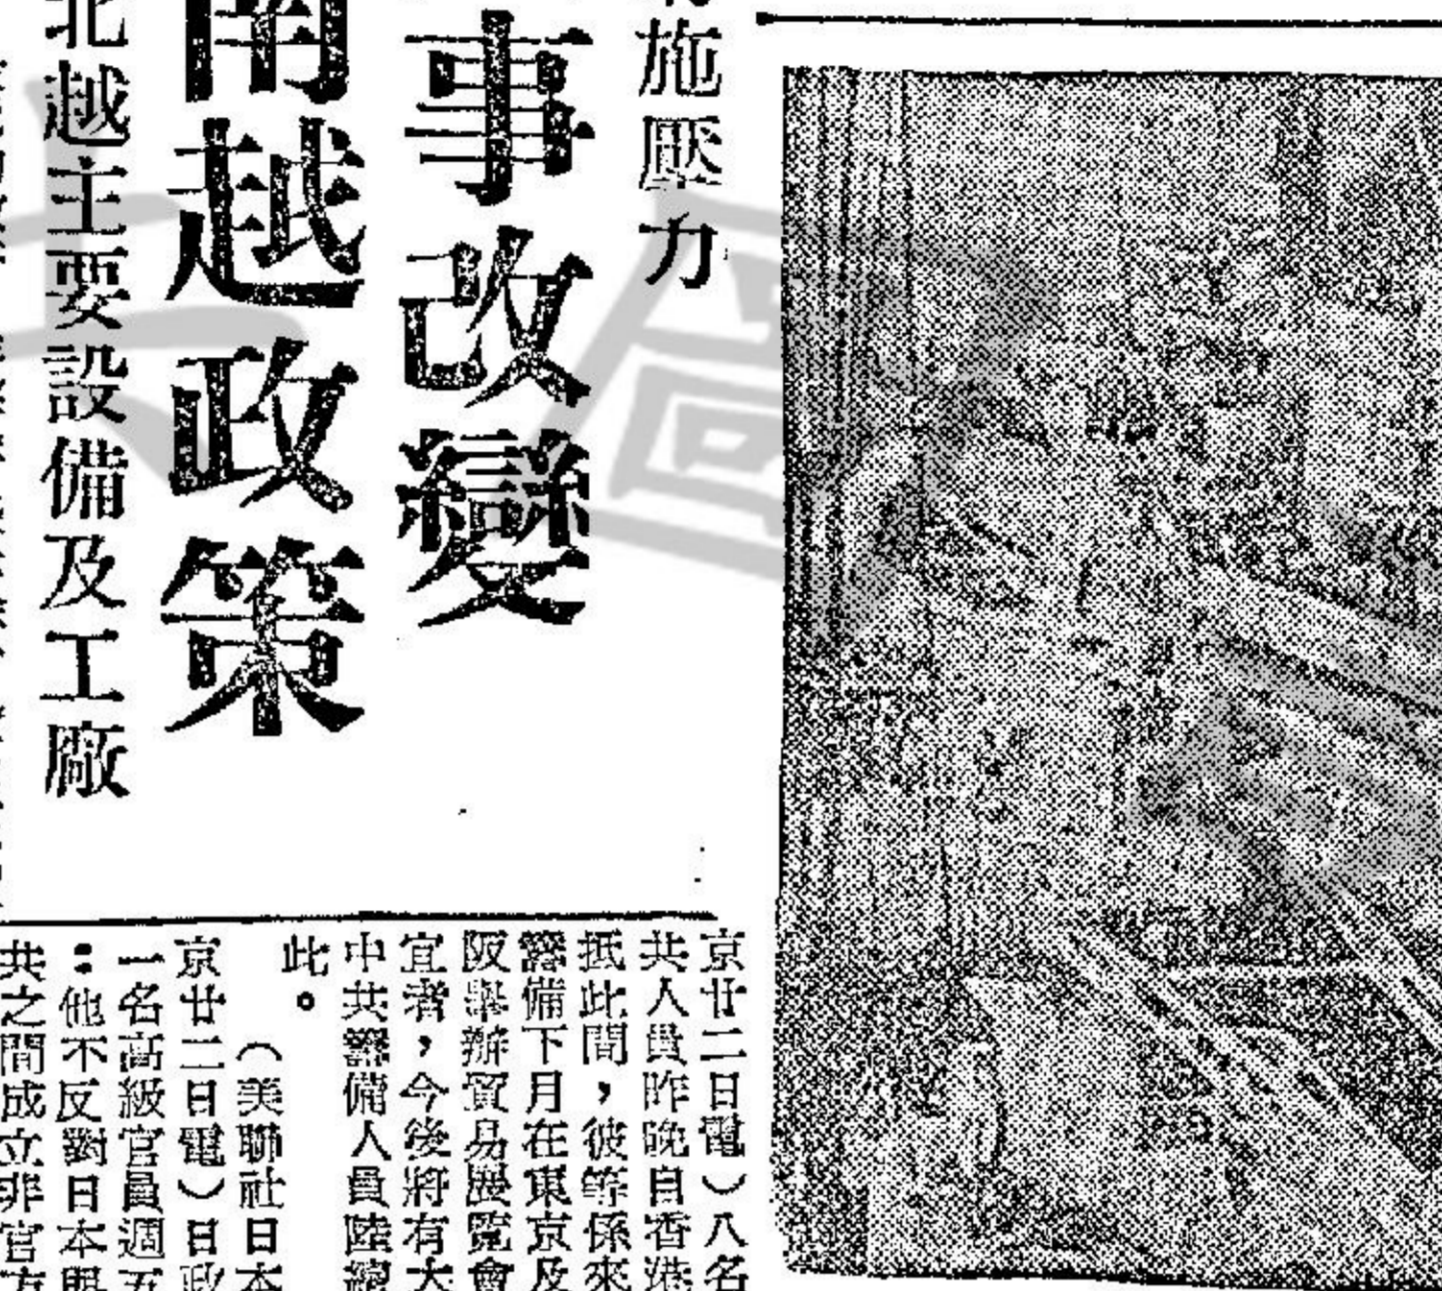 施壓力
事改變
南越政策
北越主要設備及工廠
京廿二日電）八名
共人員昨晚自香港
抵此間，彼等係來
籌備下月在東京及
阪舉辦貿易展覽會
宜者，今後將有大
中共籌備人員陸續
此。
（美聯社日本
京廿二日電）日政
一名高級官員週五
：他不反對日本與
共之間成立非官方